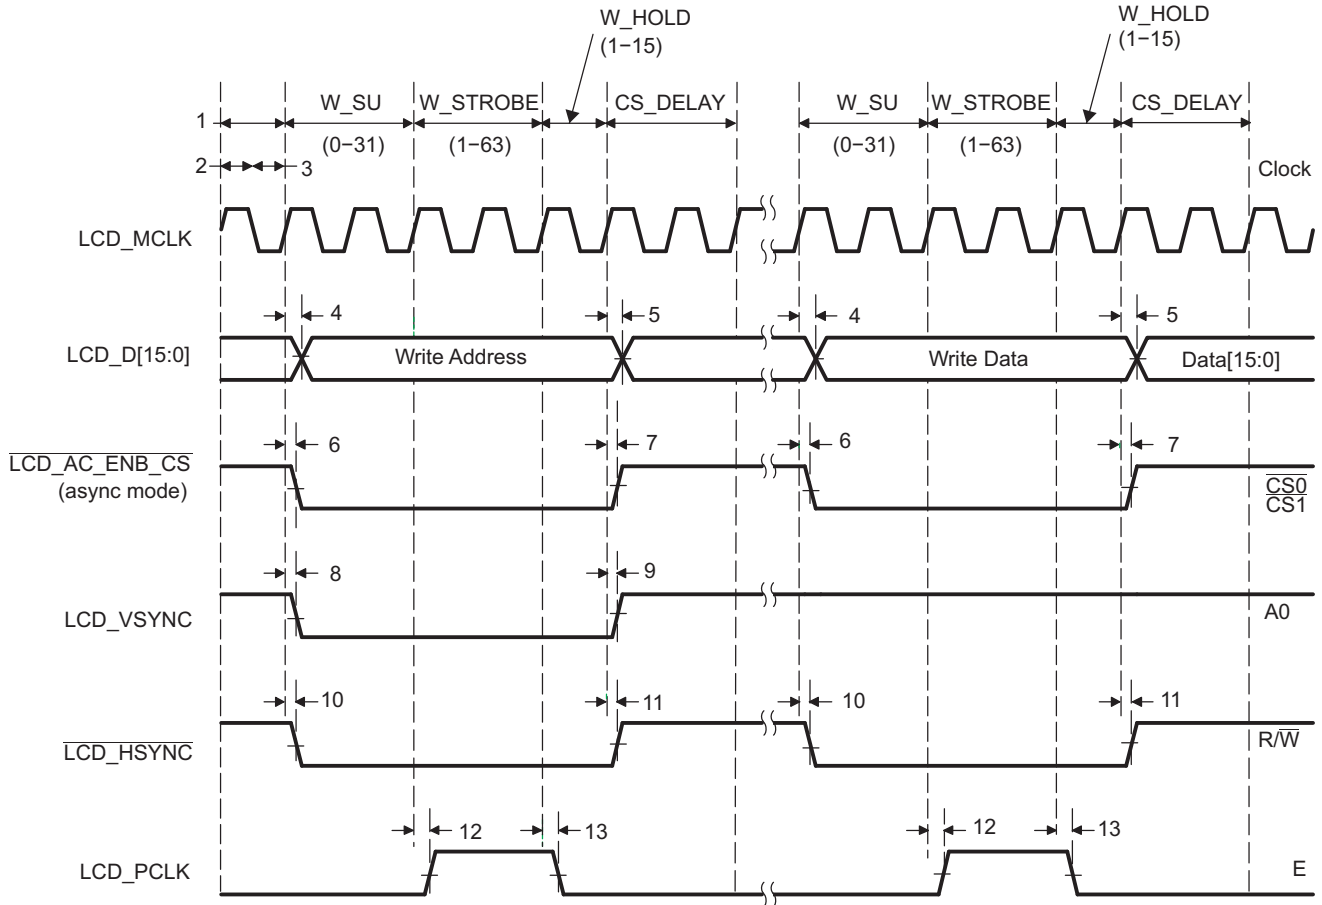 W_HOLD
(1−15)
W_HOLD
(1−15)
W_SU
W_STROBE
CS_DELAY
W_SU
W_STROBE
CS_DELAY
1
(0−31)
(1−63)
(0−31)
(1−63)
2
3
Clock
LCD_MCLK
4
5
4
5
LCD_D[15:0]
Write Address
Write Data
Data[15:0]
6
7
6
7
LCD_AC_ENB_CS
(async mode)
CS0
CS1
8
9
LCD_VSYNC
A0
10
11
10
11
LCD_HSYNC
R/W
12
13
12
13
LCD_PCLK
E